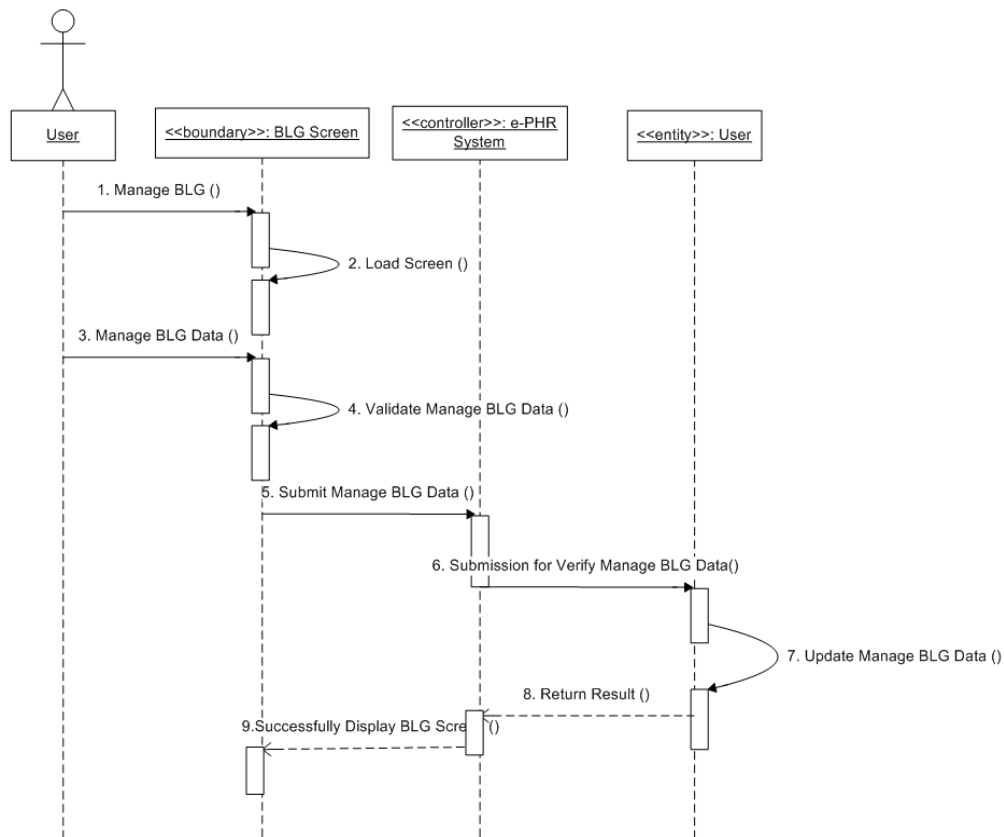 User
<<boundary>>: BLG Screen
<<controller>>: e-PHR
System
<<entity>>: User
1. Manage BLG ()
2. Load Screen ()
3. Manage BLG Data ()
4. Validate Manage BLG Data ()
5. Submit Manage BLG Data ()
6. Submission for Verify Manage BLG Data()
7. Update Manage BLG Data ()
8. Return Result ()
9.Successfully Display BLG Screen ()